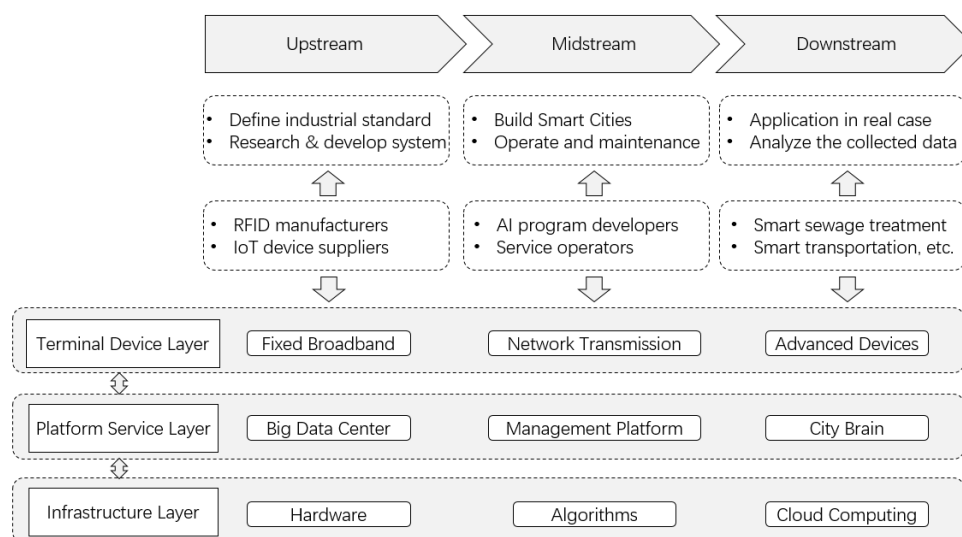 Upstream
Midstream
Downstream
• Define industrial standard
• Research & develop system
• Build Smart Cities
• Operate and maintenance
• Application in real case
• Analyze the collected data
• RFID manufacturers
• IoT device suppliers
• AI program developers
• Service operators
• Smart sewage treatment
• Smart transportation, etc.
Terminal Device Layer
Fixed Broadband
Network Transmission
Advanced Devices
Platform Service Layer
Big Data Center
Management Platform
City Brain
Infrastructure Layer
Hardware
Algorithms
Cloud Computing